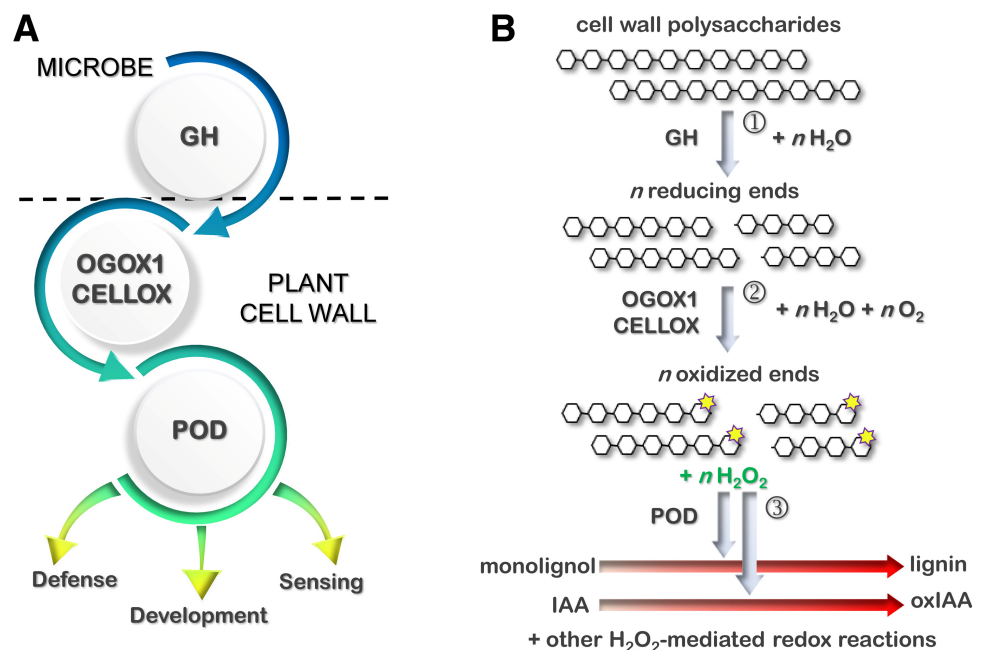 A
MICROBE
GH
OGOX1
CELLOX
PLANT
CELL WALL
POD
Defense
Development
Sensing
B
cell wall polysaccharides
GH
① + n H₂O
n reducing ends
OGOX1
CELLOX
② + n H₂O + n O₂
n oxidized ends
+ n H₂O₂
POD
③
monolignol
lignin
IAA
oxIAA
+ other H₂O₂-mediated redox reactions